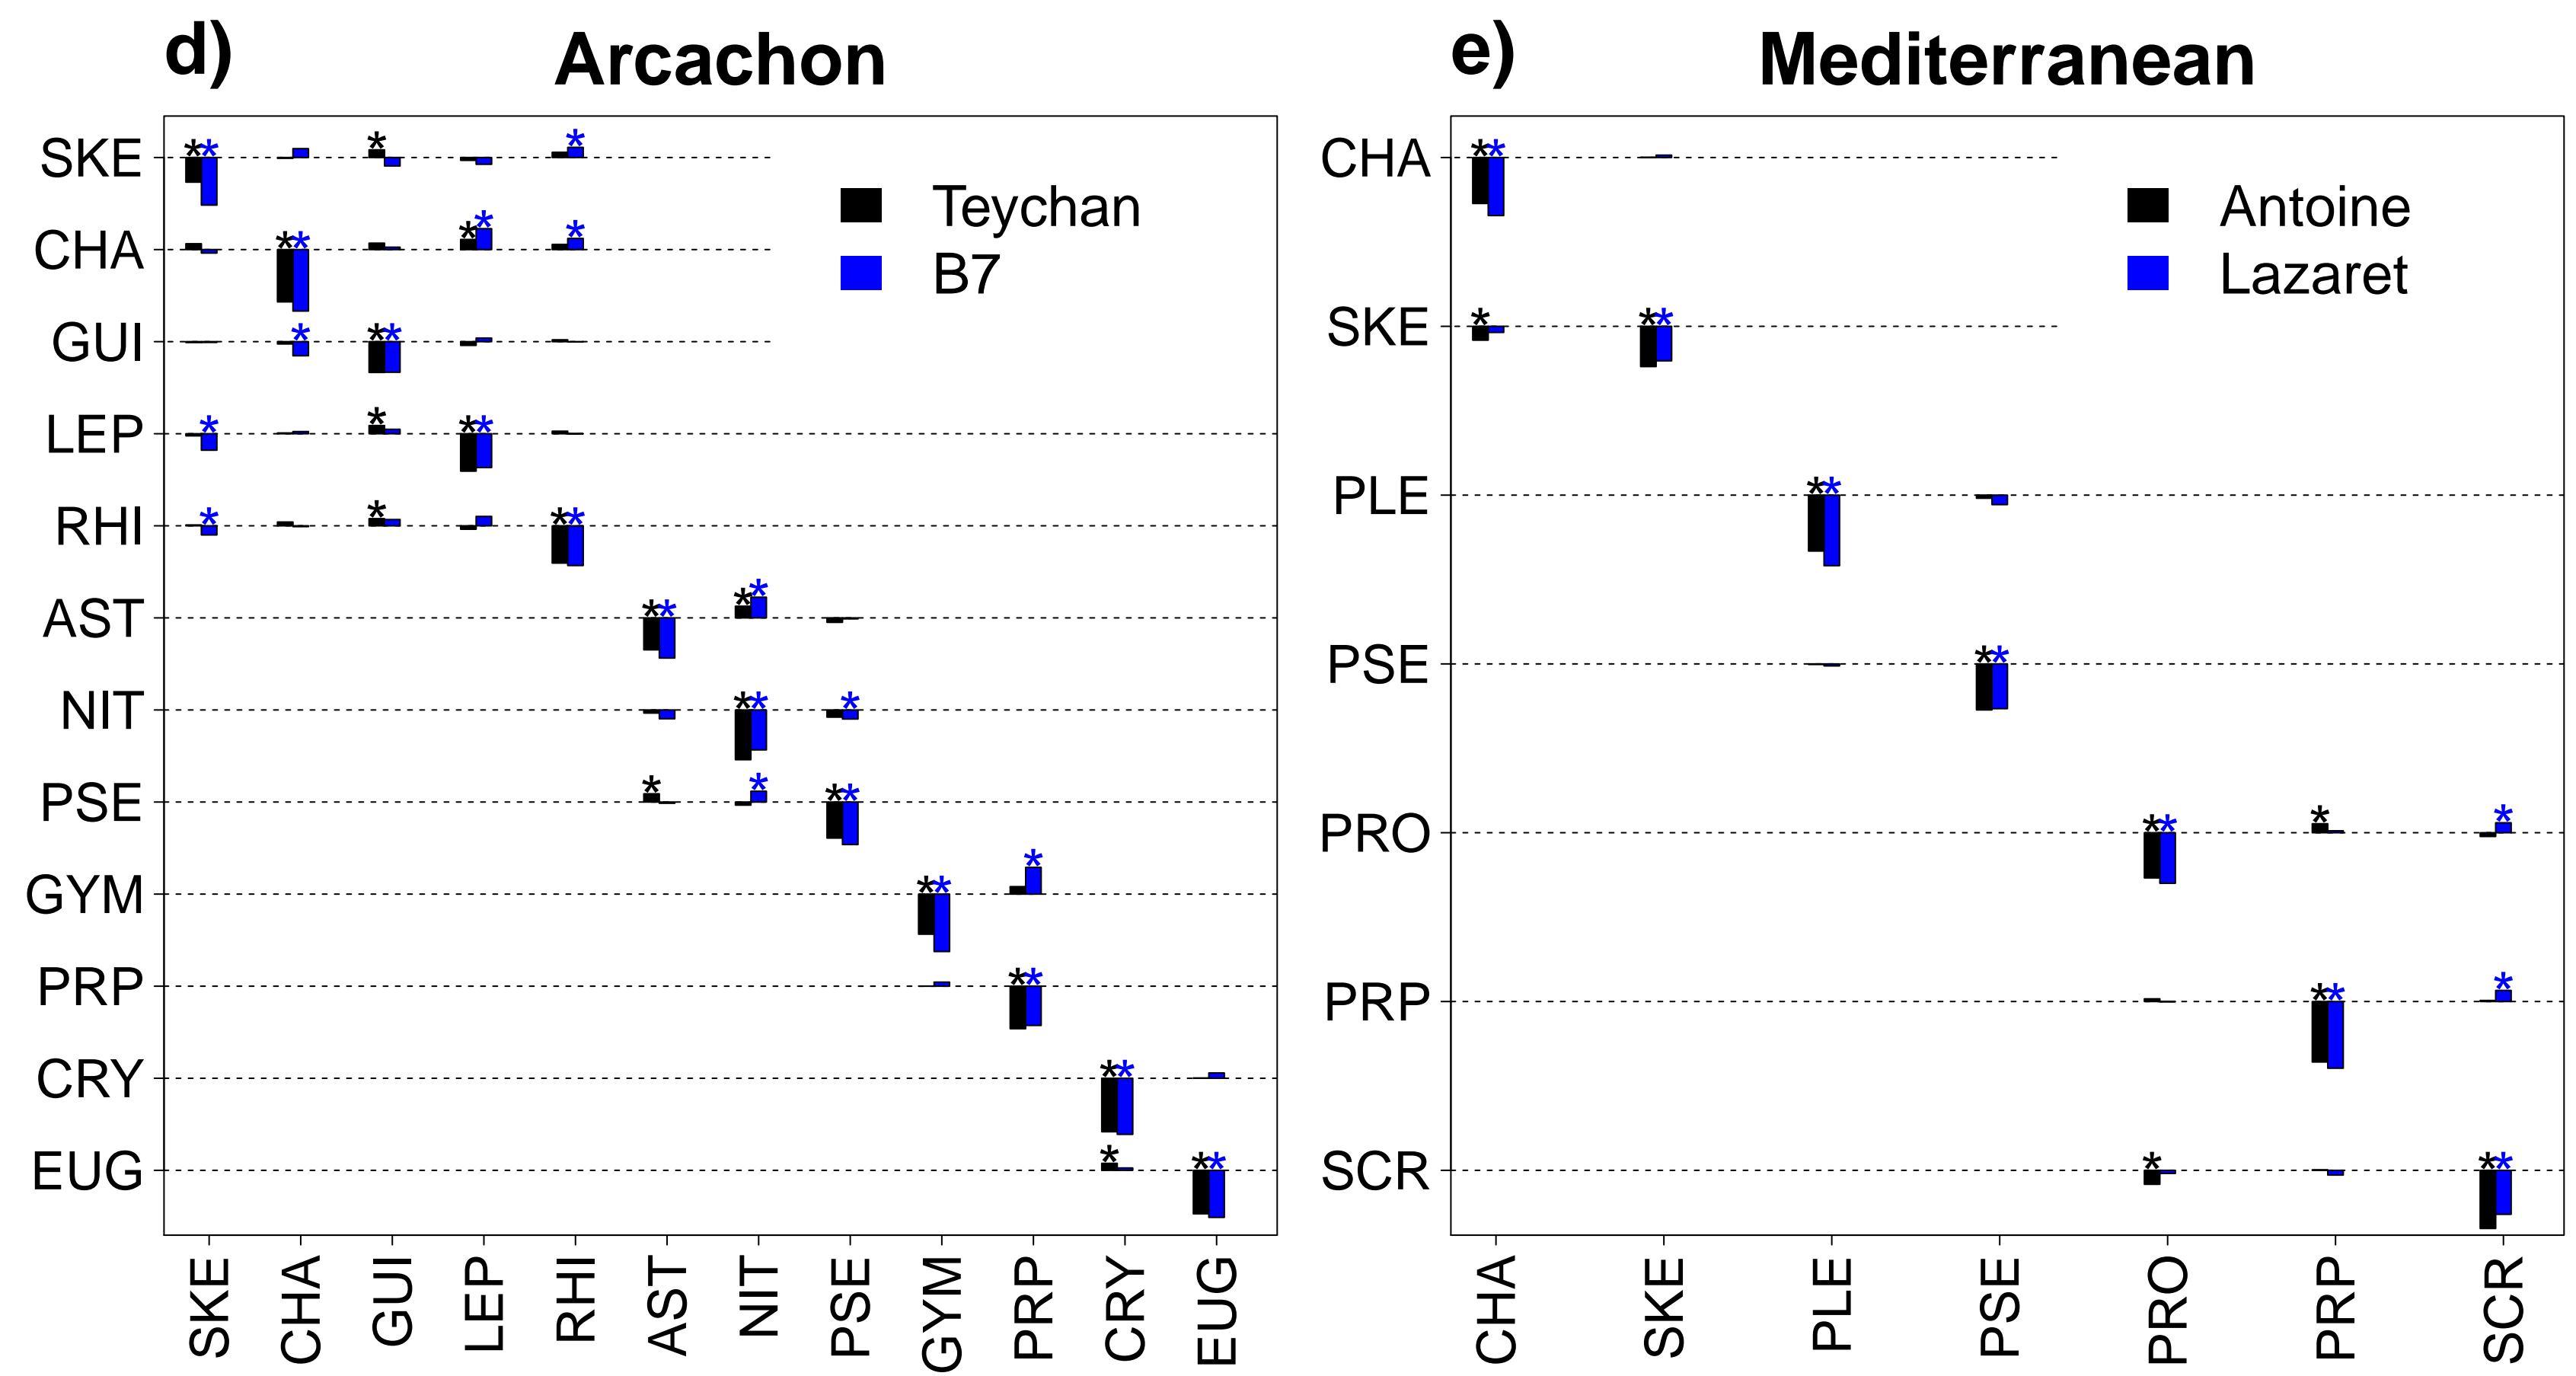 d) Arcachon
SKE
CHA
GUI
LEP
RHI
AST
NIT
PSE
GYM
PRP
CRY
EUG
Teychan
B7
SKE CHA GUI LEP RHI AST NIT PSE GYM PRP CRY EUG
e) Mediterranean
CHA
SKE
PLE
PSE
PRO
PRP
SCR
Antoine
Lazaret
CHA SKE PLE PSE PRO PRP SCR